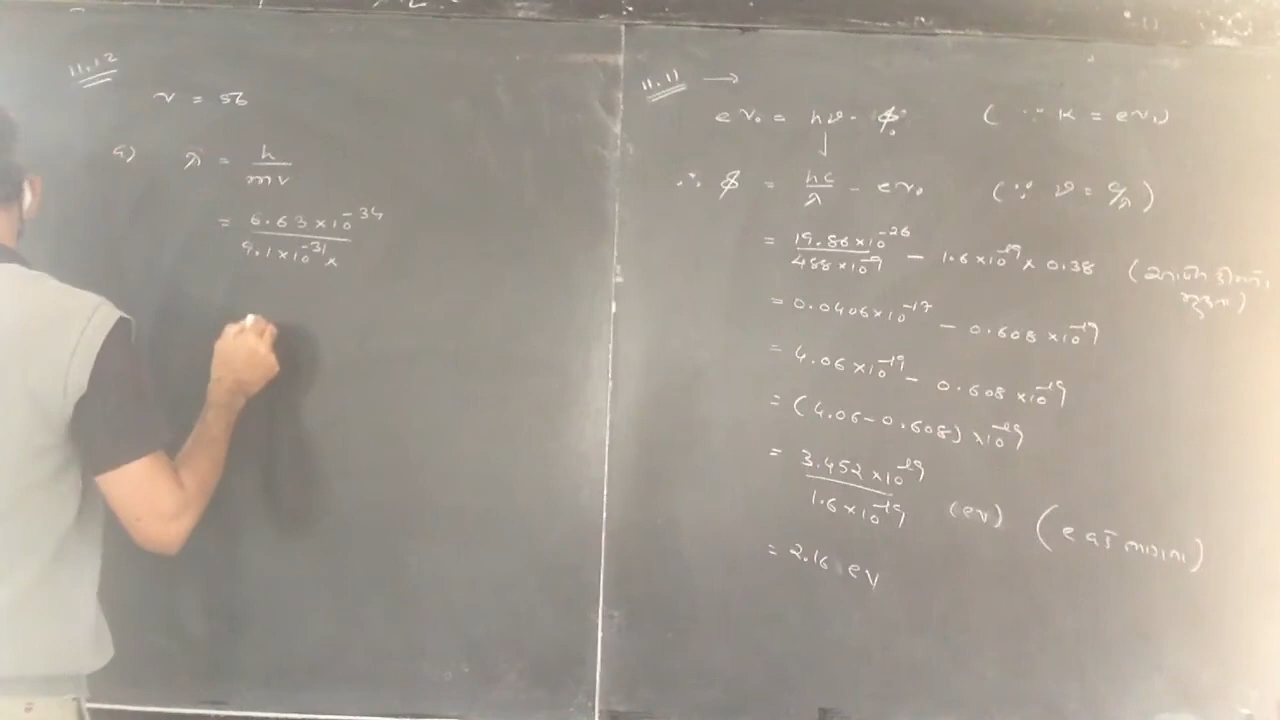 11.12
v = 56
a) λ = h / mv
= 6.63 × 10⁻³⁴ / 9.1 × 10⁻³¹ ×
11.11 →
ev₀ = hν - ϕ₀ (∵ K = ev₀)
∴ ϕ = hc / λ - ev₀ (∵ ν = c/λ)
= 19.86 × 10⁻²⁶ / 488 × 10⁻⁹ - 1.6 × 10⁻¹⁹ × 0.38
= 0.0406 × 10⁻¹⁷ - 0.608 × 10⁻¹⁹
= 4.06 × 10⁻¹⁹ - 0.608 × 10⁻¹⁹
= (4.06 - 0.608) × 10⁻¹⁹
= 3.452 × 10⁻¹⁹ / 1.6 × 10⁻¹⁹ (ev) (e વડે ભાગતા)
= 2.16 ev